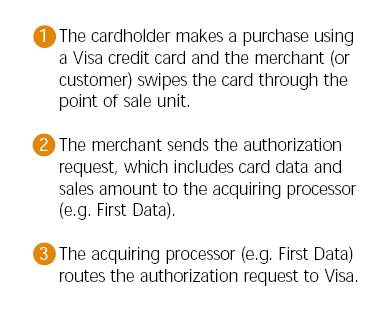 1 The cardholder makes a purchase using
a Visa credit card and the merchant (or
customer) swipes the card through the
point of sale unit.
2 The merchant sends the authorization
request, which includes card data and
sales amount to the acquiring processor
(e.g. First Data).
3 The acquiring processor (e.g. First Data)
routes the authorization request to Visa.